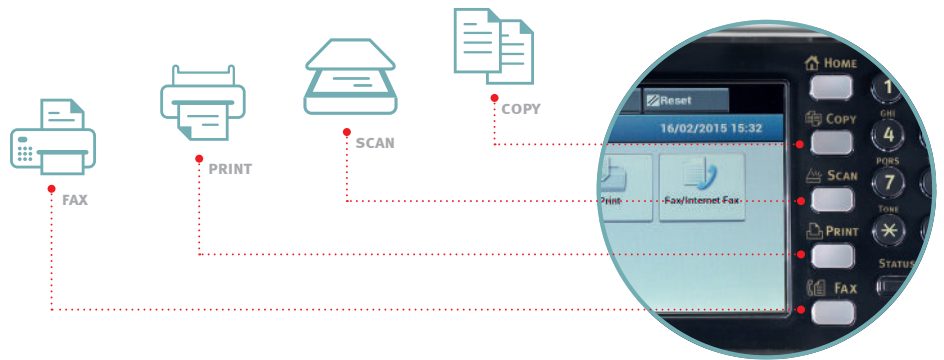 COPY
SCAN
PRINT
FAX
Reset
16/02/2015 15:32
Print
Fax/Internet Fax
HOME
COPY
SCAN
PRINT
FAX
1
GHI
4
PQRS
7
TONE
STATUS